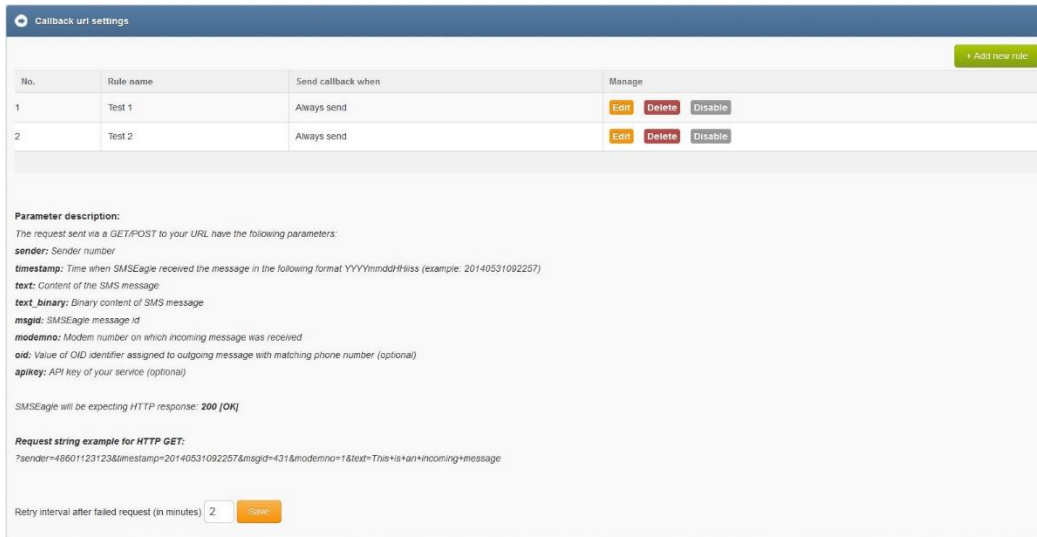 Callback url settings
+ Add new rule
No. Rule name Send callback when Manage
1 Test 1 Always send Edit Delete Disable
2 Test 2 Always send Edit Delete Disable
Parameter description:
The request sent via a GET/POST to your URL have the following parameters:
sender: Sender number
timestamp: Time when SMSEagle received the message in the following format YYYYmmddHHiiss (example: 20140531092257)
text: Content of the SMS message
text_binary: Binary content of SMS message
msgid: SMSEagle message id
modemno: Modem number on which incoming message was received
oid: Value of OID identifier assigned to outgoing message with matching phone number (optional)
apikey: API key of your service (optional)
SMSEagle will be expecting HTTP response: 200 [OK]
Request string example for HTTP GET:
?sender=48601123123&timestamp=20140531092257&msgid=431&modemno=1&text=This+is+an+incoming+message
Retry interval after failed request (in minutes) 2 Save